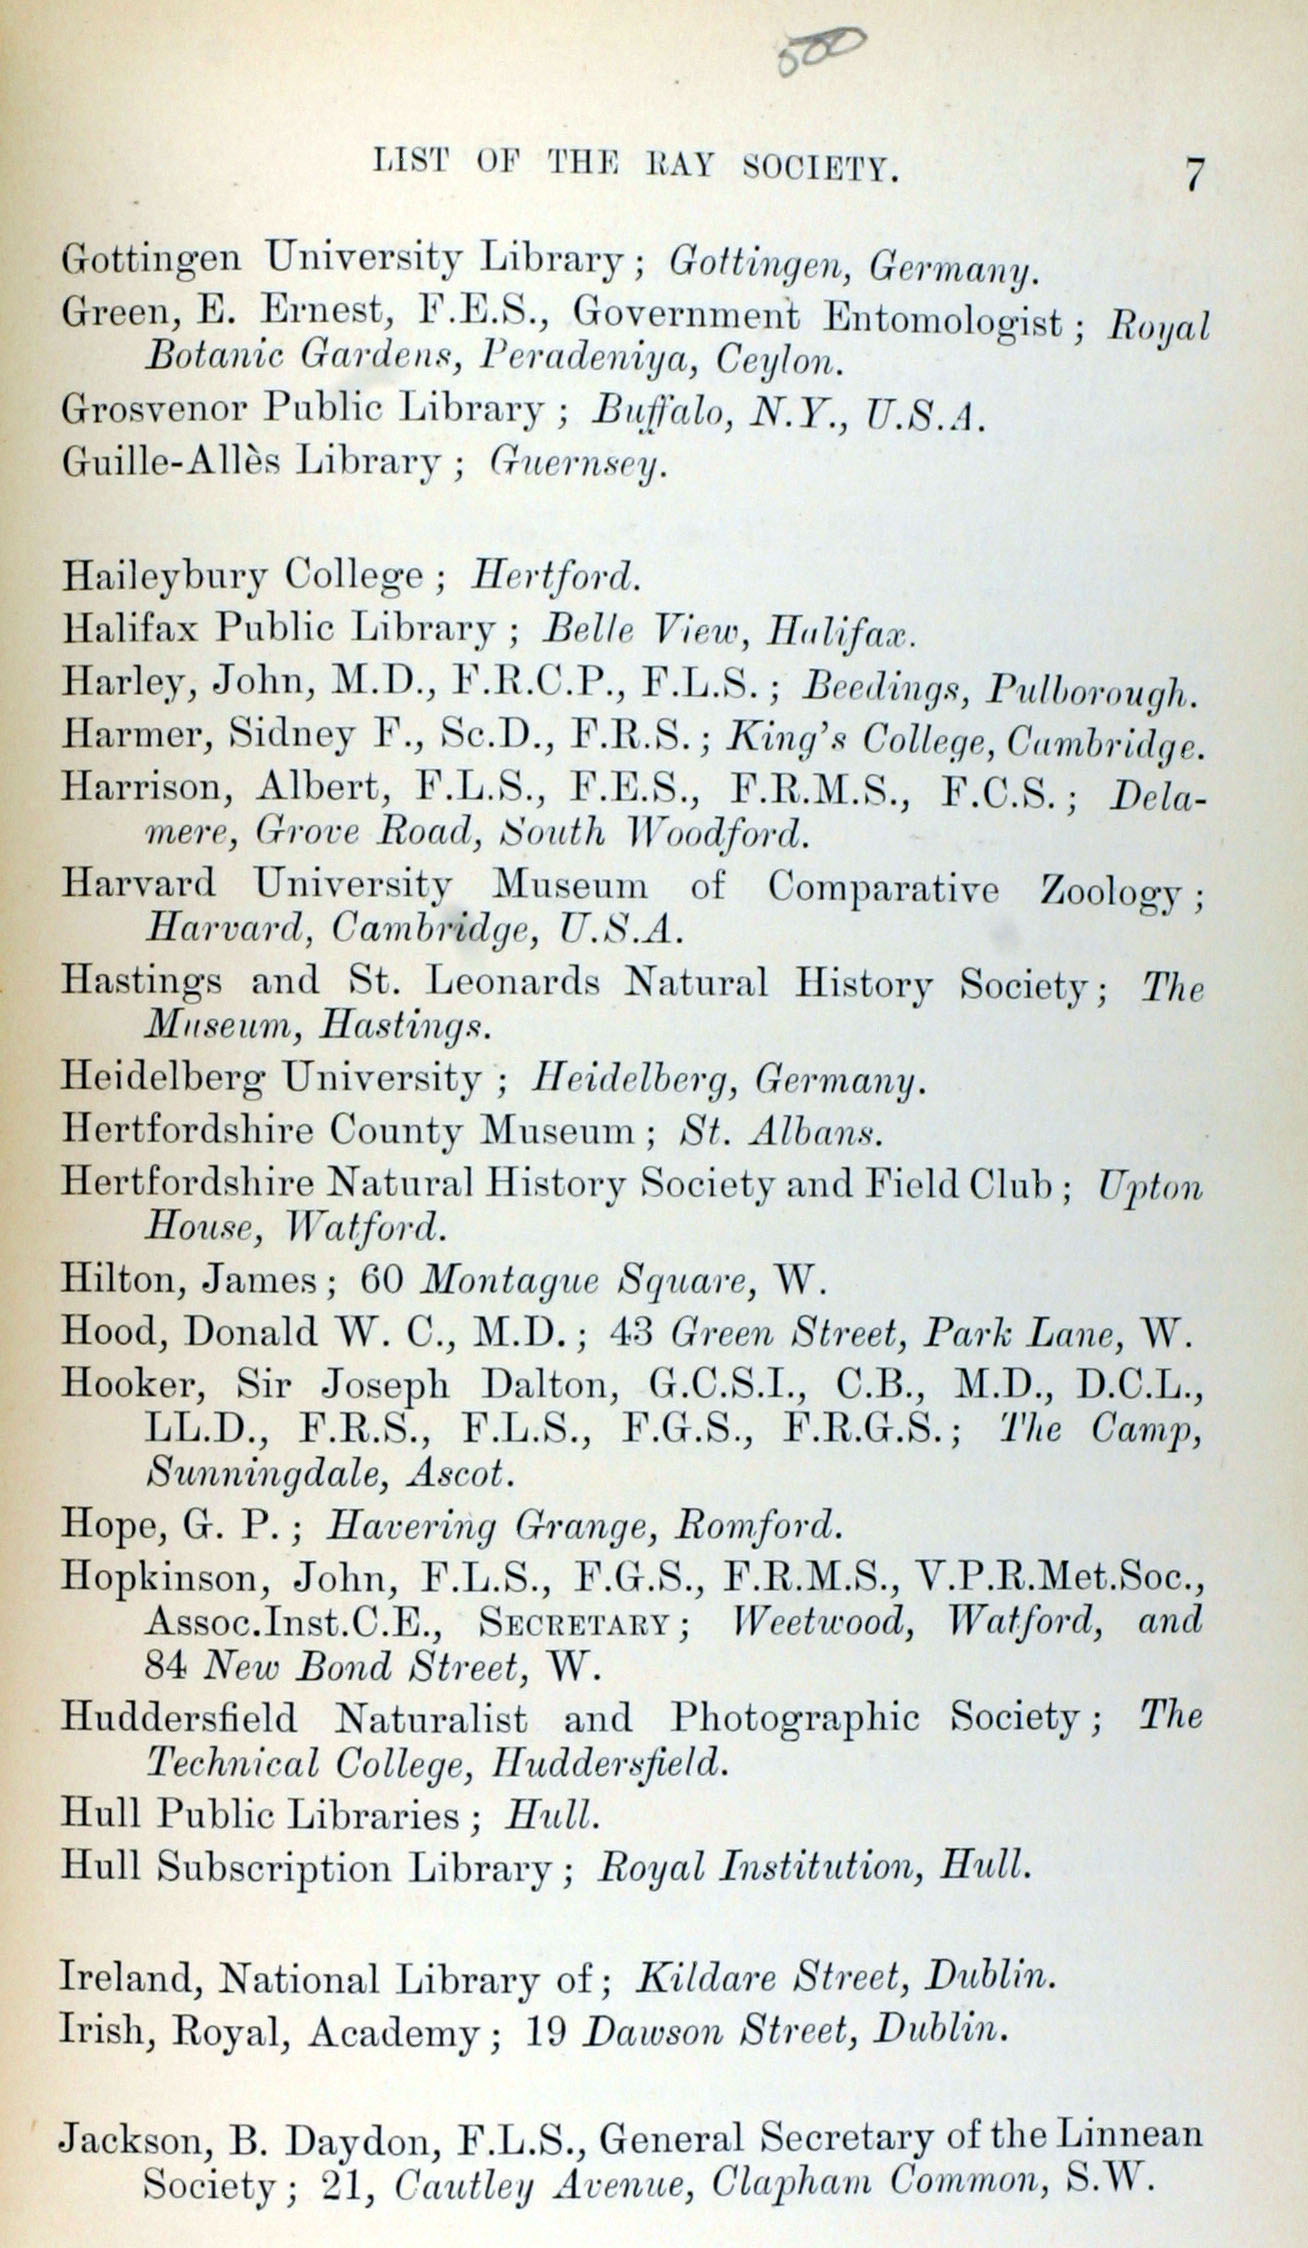 500
LIST OF THE RAY SOCIETY. 7
Gottingen University Library; Gottingen, Germany.
Green, E. Ernest, F.E.S., Government Entomologist; Royal
Botanic Gardens, Peradeniya, Ceylon.
Grosvenor Public Library; Buffalo, N.Y., U.S.A.
Guille-Allès Library; Guernsey.
Haileybury College; Hertford.
Halifax Public Library; Belle View, Halifax.
Harley, John, M.D., F.R.C.P., F.L.S.; Beedings, Pulborough.
Harmer, Sidney F., Sc.D., F.R.S.; King's College, Cambridge.
Harrison, Albert, F.L.S., F.E.S., F.R.M.S., F.C.S.; Dela-
mere, Grove Road, South Woodford.
Harvard University Museum of Comparative Zoology;
Harvard, Cambridge, U.S.A.
Hastings and St. Leonards Natural History Society; The
Museum, Hastings.
Heidelberg University; Heidelberg, Germany.
Hertfordshire County Museum; St. Albans.
Hertfordshire Natural History Society and Field Club; Upton
House, Watford.
Hilton, James; 60 Montague Square, W.
Hood, Donald W. C., M.D.; 43 Green Street, Park Lane, W.
Hooker, Sir Joseph Dalton, G.C.S.I., C.B., M.D., D.C.L.,
LL.D., F.R.S., F.L.S., F.G.S., F.R.G.S.; The Camp,
Sunningdale, Ascot.
Hope, G. P.; Havering Grange, Romford.
Hopkinson, John, F.L.S., F.G.S., F.R.M.S., V.P.R.Met.Soc.,
Assoc.Inst.C.E., SECRETARY; Weetwood, Watford, and
84 New Bond Street, W.
Huddersfield Naturalist and Photographic Society; The
Technical College, Huddersfield.
Hull Public Libraries; Hull.
Hull Subscription Library; Royal Institution, Hull.
Ireland, National Library of; Kildare Street, Dublin.
Irish, Royal, Academy; 19 Dawson Street, Dublin.
Jackson, B. Daydon, F.L.S., General Secretary of the Linnean
Society; 21, Cautley Avenue, Clapham Common, S.W.